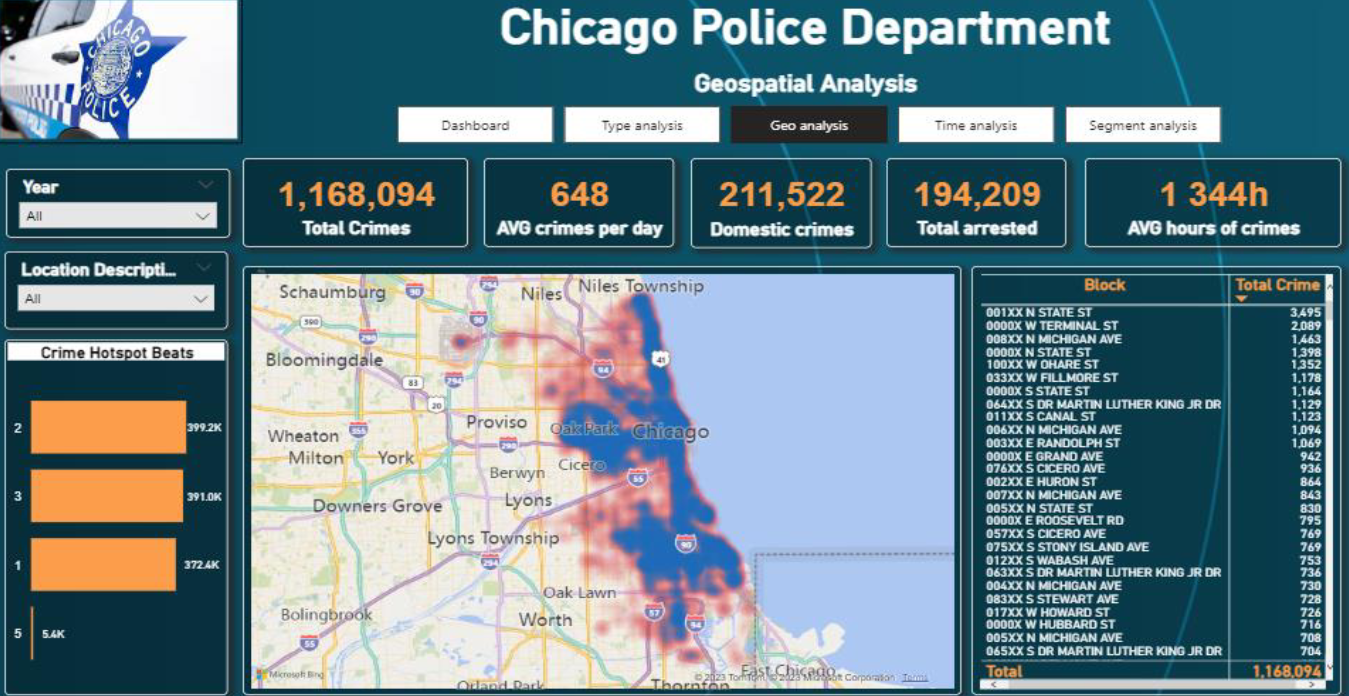 CHICAGO
POLICE
Chicago Police Department
Geospatial Analysis
Dashboard
Type analysis
Geo analysis
Time analysis
Segment analysis
Year
All
Location Descripti...
All
1,168,094
Total Crimes
648
AVG crimes per day
211,522
Domestic crimes
194,209
Total arrested
1 344h
AVG hours of crimes
Crime Hotspot Beats
2 399.2K
3 391.0K
1 372.4K
5 5.4K
Schaumburg
90
294
Niles
Niles Township
390
290
90
Bloomingdale
83
294
94
41
20
Wheaton
355
Proviso
Oak Park
Chicago
Milton
York
290
Berwyn
Cicero
55
Downers Grove
Lyons
Lyons Township
294
90
Oak Lawn
Bolingbrook
Worth
57
94
55
East Chicago
Microsoft Bing
© 2023 TomTom, © 2023 Microsoft Corporation Terms
Orland Park
Thornton
Block Total Crime
001XX N STATE ST 3,495
0000X W TERMINAL ST 2,089
008XX N MICHIGAN AVE 1,463
0000X N STATE ST 1,398
100XX W OHARE ST 1,352
033XX W FILLMORE ST 1,178
0000X S STATE ST 1,164
064XX S DR MARTIN LUTHER KING JR DR 1,129
011XX S CANAL ST 1,123
006XX N MICHIGAN AVE 1,094
003XX E RANDOLPH ST 1,069
0000X E GRAND AVE 942
076XX S CICERO AVE 936
002XX E HURON ST 864
007XX N MICHIGAN AVE 843
005XX N STATE ST 830
0000X E ROOSEVELT RD 795
057XX S CICERO AVE 769
075XX S STONY ISLAND AVE 769
012XX S WABASH AVE 753
063XX S DR MARTIN LUTHER KING JR DR 736
004XX N MICHIGAN AVE 730
083XX S STEWART AVE 728
017XX W HOWARD ST 726
0000X W HUBBARD ST 716
005XX N MICHIGAN AVE 708
065XX S DR MARTIN LUTHER KING JR DR 704
Total 1,168,094